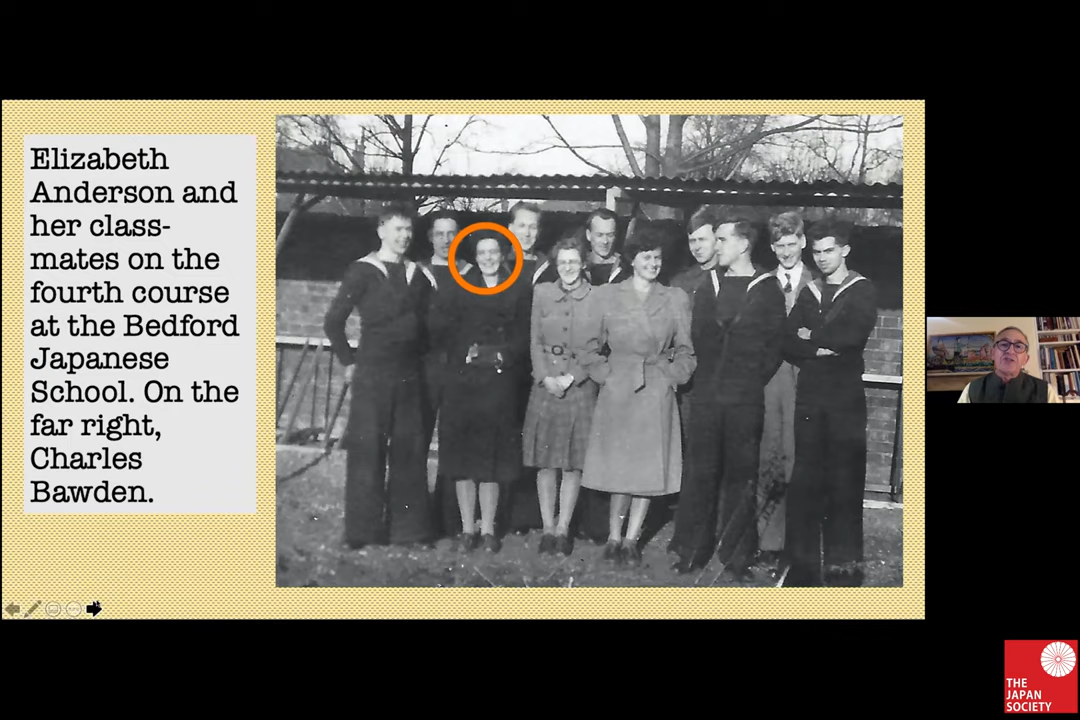 Elizabeth
Anderson and
her class-
mates on the
fourth course
at the Bedford
Japanese
School. On the
far right,
Charles
Bawden.
THE
JAPAN
SOCIETY